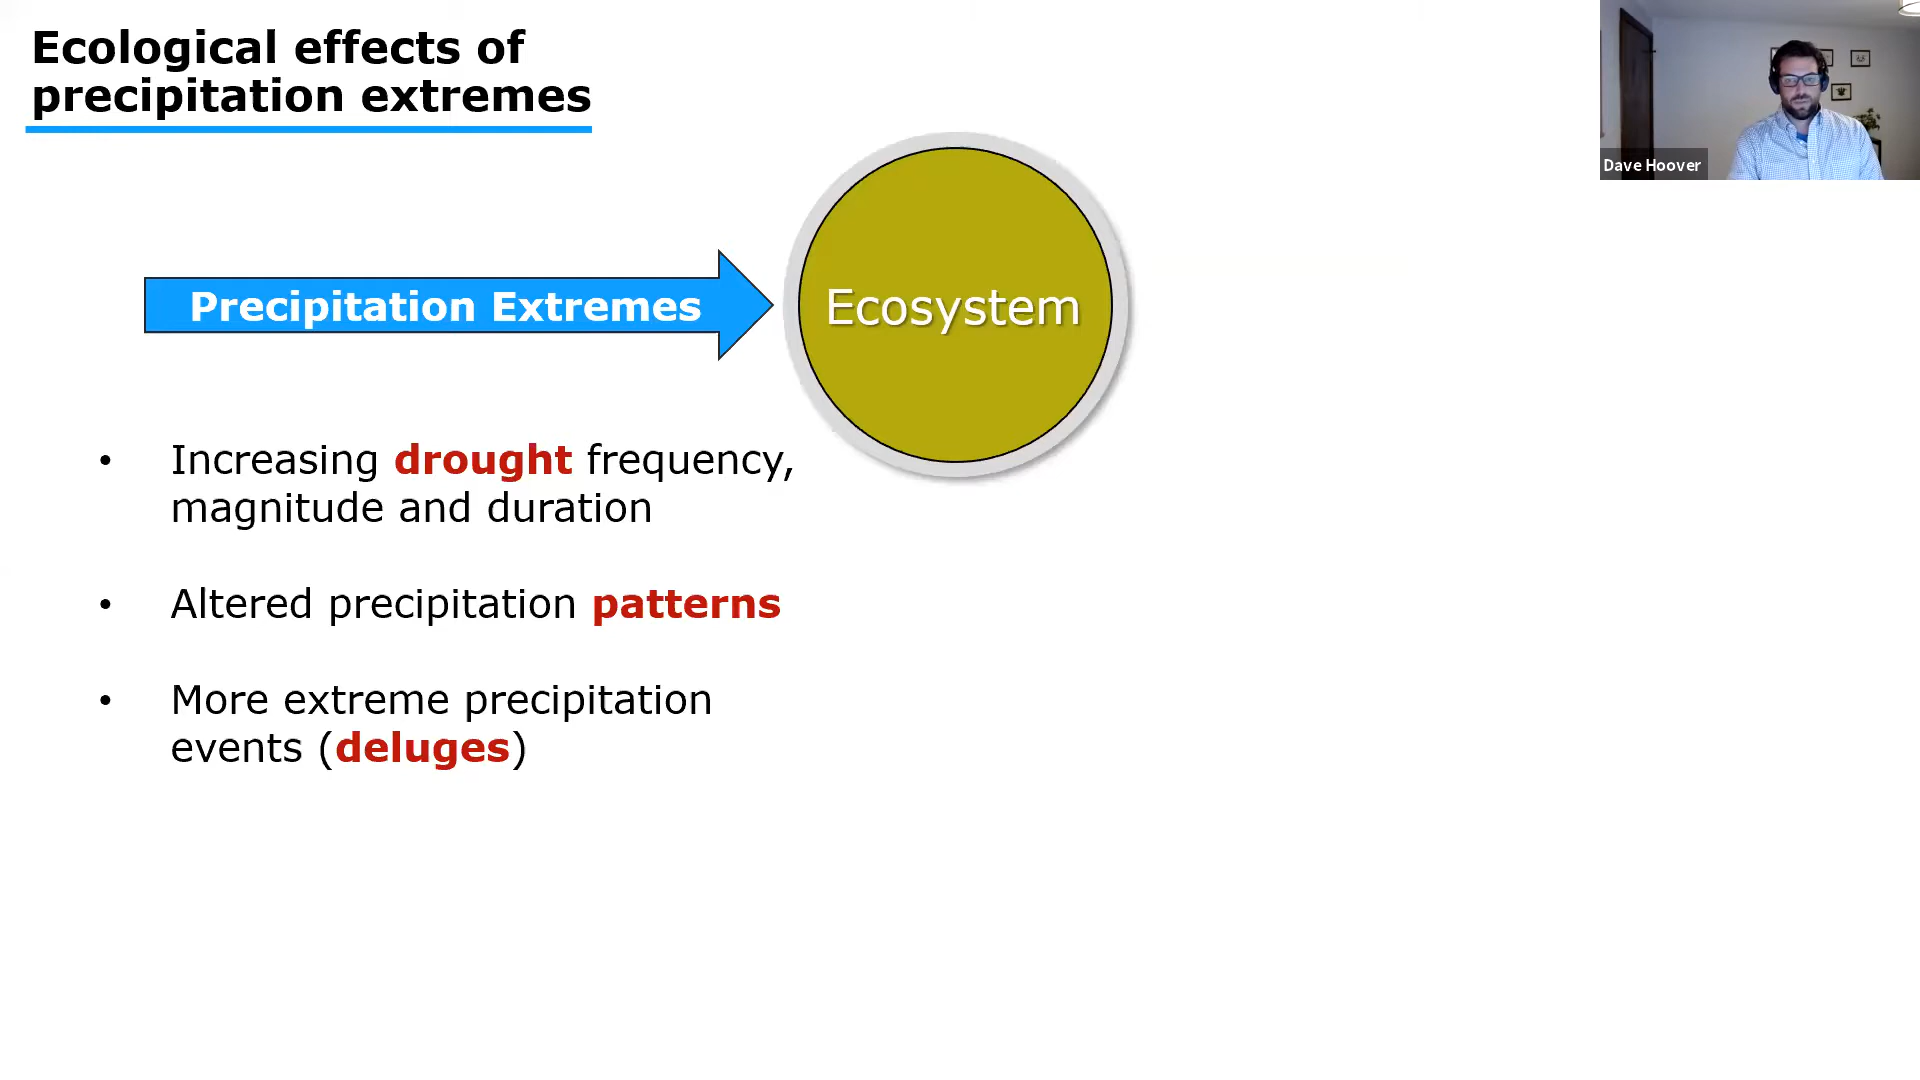 Ecological effects of
precipitation extremes
Dave Hoover
Precipitation Extremes
Ecosystem
• Increasing drought frequency,
magnitude and duration
• Altered precipitation patterns
• More extreme precipitation
events (deluges)